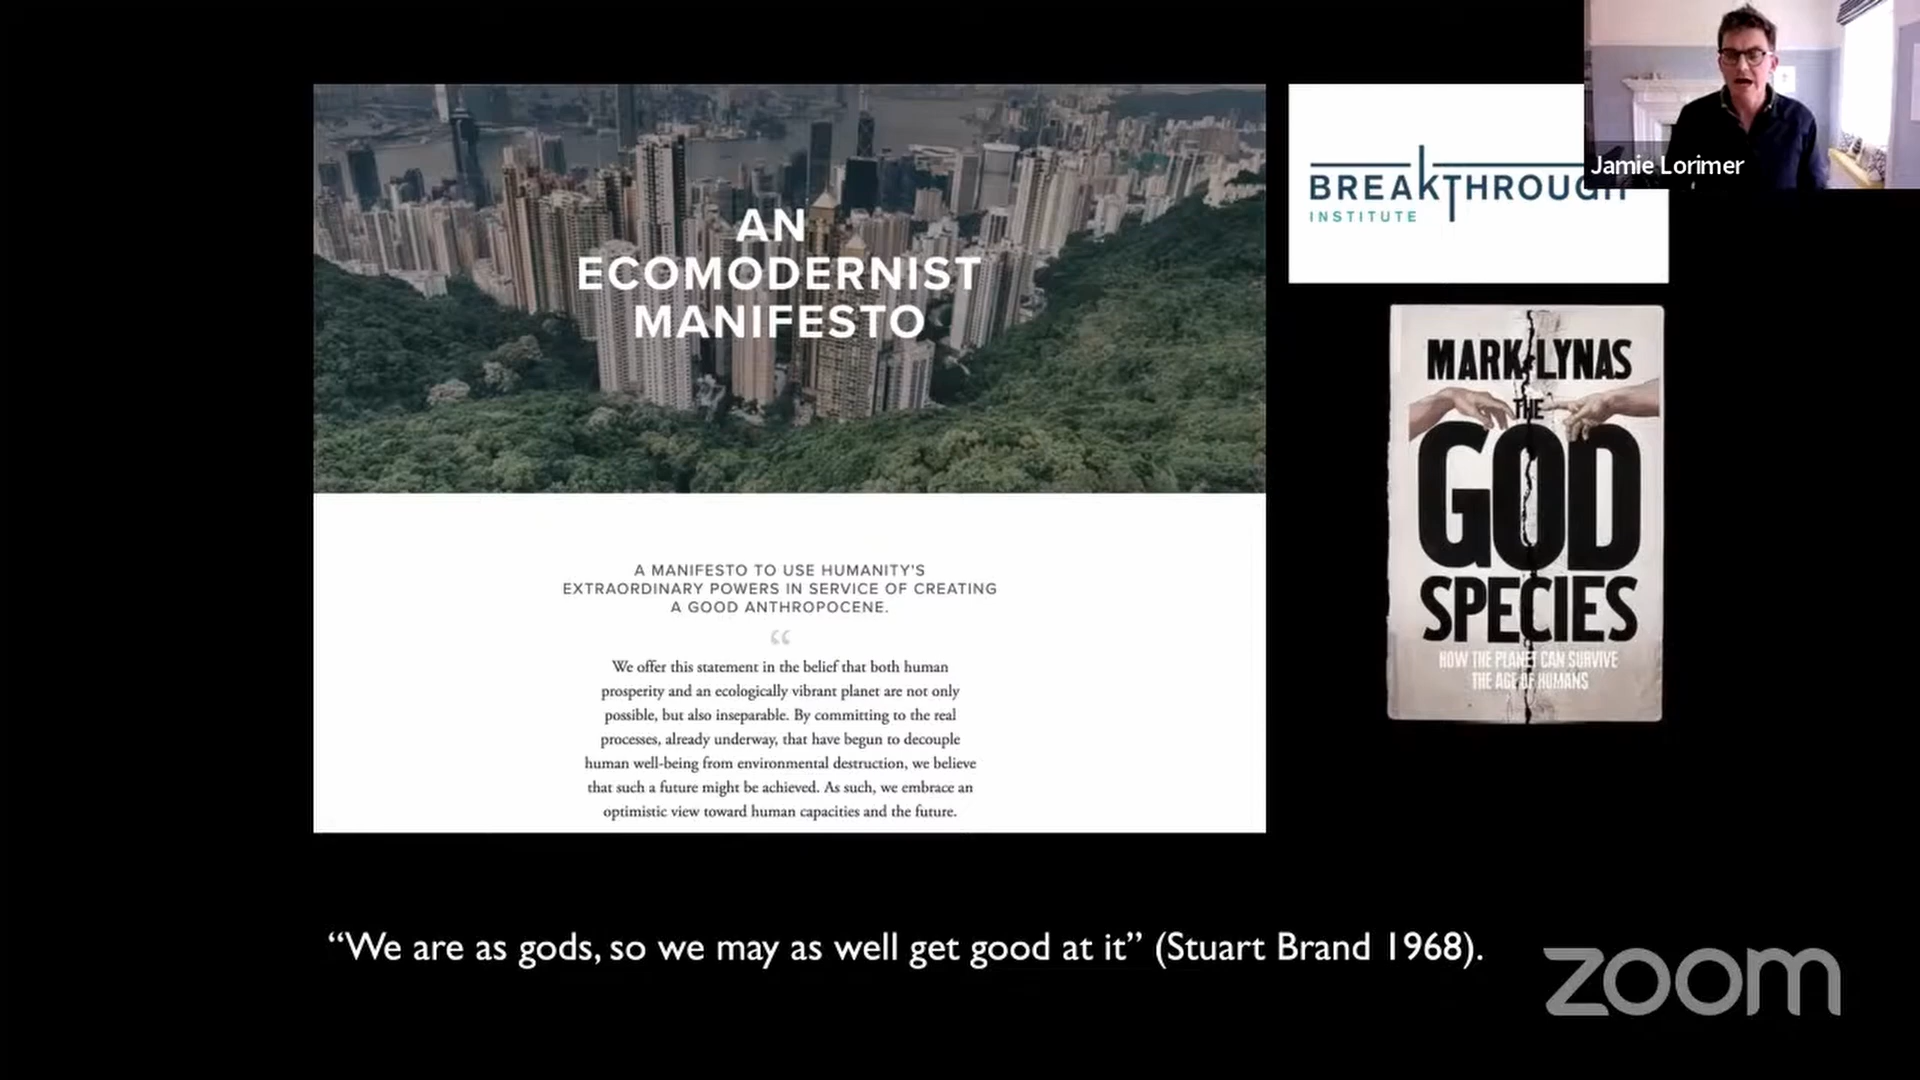 AN
ECOMODERNIST
MANIFESTO
A MANIFESTO TO USE HUMANITY'S
EXTRAORDINARY POWERS IN SERVICE OF CREATING
A GOOD ANTHROPOCENE.
“
We offer this statement in the belief that both human
prosperity and an ecologically vibrant planet are not only
possible, but also inseparable. By committing to the real
processes, already underway, that have begun to decouple
human well-being from environmental destruction, we believe
that such a future might be achieved. As such, we embrace an
optimistic view toward human capacities and the future.
BREAKTHROUGH
INSTITUTE
Jamie Lorimer
MARK LYNAS
THE
GOD
SPECIES
HOW THE PLANET CAN SURVIVE
THE AGE OF HUMANS
“We are as gods, so we may as well get good at it” (Stuart Brand 1968).
zoom